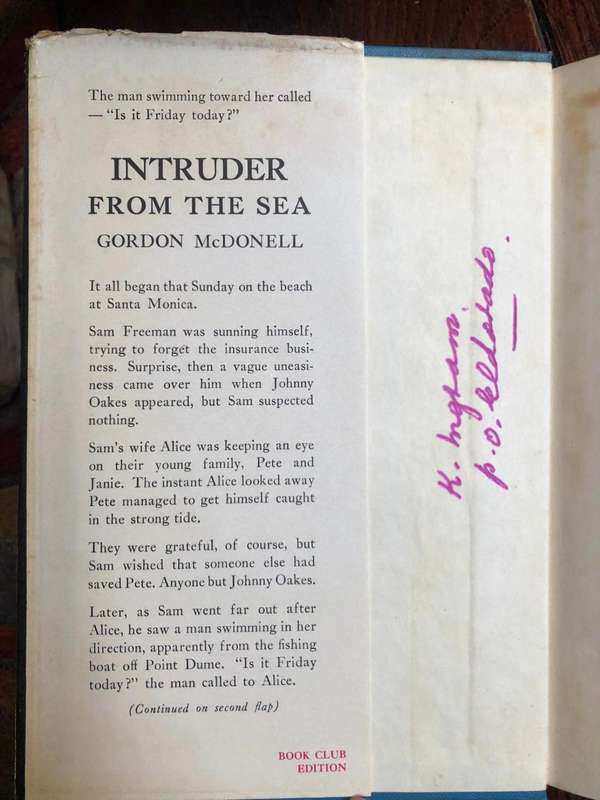 The man swimming toward her called
— “Is it Friday today?”
INTRUDER
FROM THE SEA
GORDON McDONELL
It all began that Sunday on the beach
at Santa Monica.
Sam Freeman was sunning himself,
trying to forget the insurance busi-
ness. Surprise, then a vague uneasi-
ness came over him when Johnny
Oakes appeared, but Sam suspected
nothing.
Sam’s wife Alice was keeping an eye
on their young family, Pete and
Janie. The instant Alice looked away
Pete managed to get himself caught
in the strong tide.
They were grateful, of course, but
Sam wished that someone else had
saved Pete. Anyone but Johnny Oakes.
Later, as Sam went far out after
Alice, he saw a man swimming in her
direction, apparently from the fishing
boat off Point Dume. “Is it Friday
today?” the man called to Alice.
(Continued on second flap)
BOOK CLUB
EDITION
K. Ingram.
P.O. Eldorado.